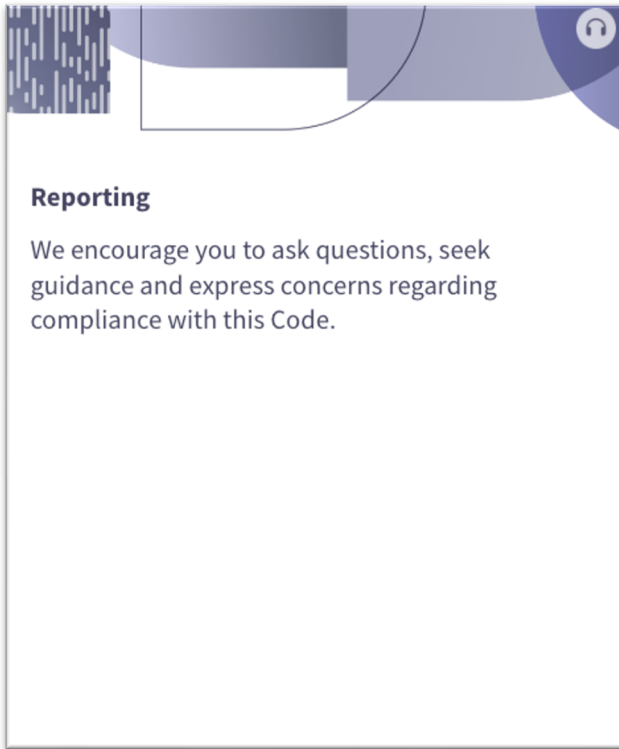 Reporting
We encourage you to ask questions, seek
guidance and express concerns regarding
compliance with this Code.